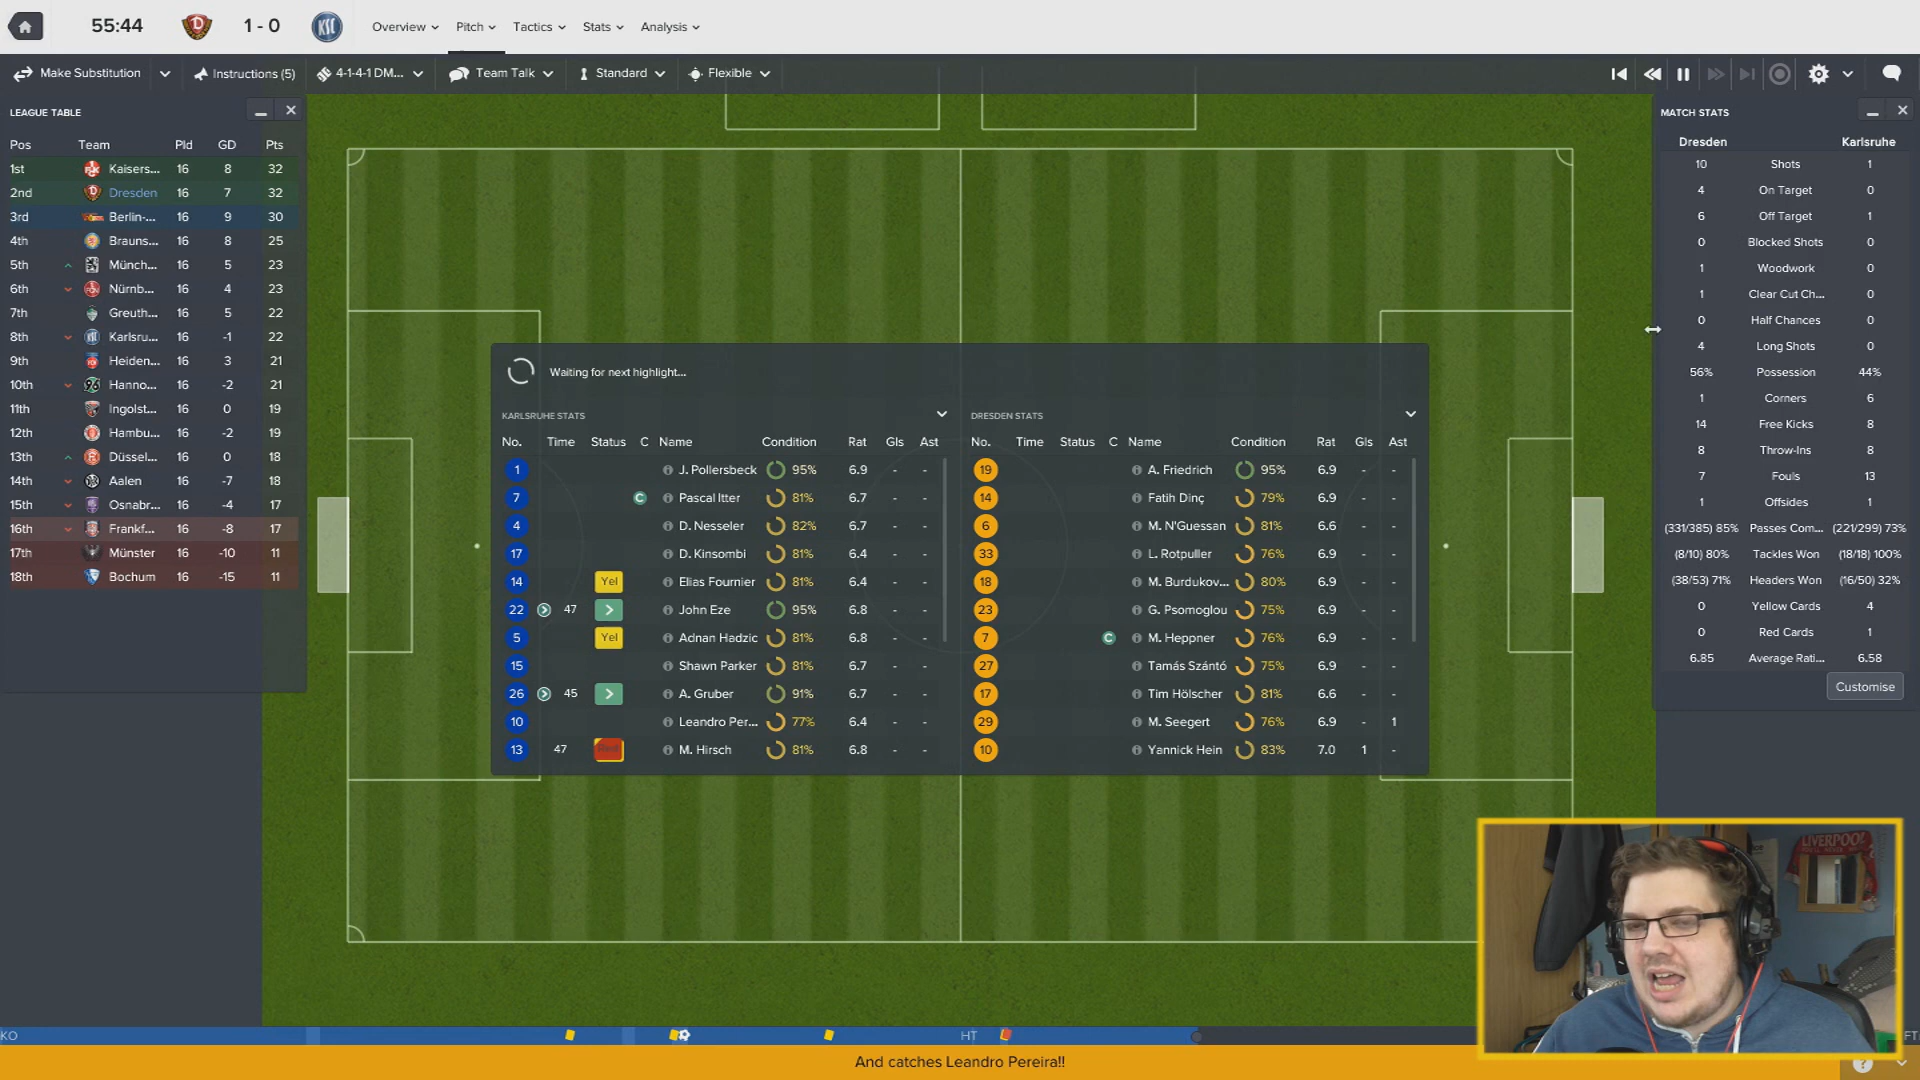 55:44 1 - 0 KSC Overview Pitch Tactics Stats Analysis
Make Substitution Instructions (5) 4-1-4-1 DM... Team Talk Standard Flexible
LEAGUE TABLE
Pos Team Pld GD Pts
1st Kaisers... 16 8 32
2nd Dresden 16 7 32
3rd Berlin-... 16 9 30
4th Brauns... 16 8 25
5th Münch... 16 5 23
6th Nürnb... 16 4 23
7th Greuth... 16 5 22
8th Karlsru... 16 -1 22
9th Heiden... 16 3 21
10th Hanno... 16 -2 21
11th Ingolst... 16 0 19
12th Hambu... 16 -2 19
13th Düssel... 16 0 18
14th Aalen 16 -7 18
15th Osnabr... 16 -4 17
16th Frankf... 16 -8 17
17th Münster 16 -10 11
18th Bochum 16 -15 11
Waiting for next highlight...
KARLSRUHE STATS
No. Time Status C Name Condition Rat Gls Ast
1 J. Pollersbeck 95% 6.9 - -
7 C Pascal Itter 81% 6.7 - -
4 D. Nesseler 82% 6.7 - -
17 D. Kinsombi 81% 6.4 - -
14 Yel Elias Fournier 81% 6.4 - -
22 47 John Eze 95% 6.8 - -
5 Yel Adnan Hadzic 81% 6.8 - -
15 Shawn Parker 81% 6.7 - -
26 45 A. Gruber 91% 6.7 - -
10 Leandro Per... 77% 6.4 - -
13 47 M. Hirsch 81% 6.8 - -
DRESDEN STATS
No. Time Status C Name Condition Rat Gls Ast
19 A. Friedrich 95% 6.9 - -
14 Fatih Dinç 79% 6.9 - -
6 M. N'Guessan 81% 6.6 - -
33 L. Rotpuller 76% 6.9 - -
18 M. Burdukov... 80% 6.9 - -
23 G. Psomoglou 75% 6.9 - -
7 C M. Heppner 76% 6.9 - -
27 Tamás Szántó 75% 6.9 - -
17 Tim Hölscher 81% 6.6 - -
29 M. Seegert 76% 6.9 - 1
10 Yannick Hein 83% 7.0 1 -
MATCH STATS
Dresden Karlsruhe
10 Shots 1
4 On Target 0
6 Off Target 1
0 Blocked Shots 0
1 Woodwork 0
1 Clear Cut Ch... 0
0 Half Chances 0
4 Long Shots 0
56% Possession 44%
1 Corners 6
14 Free Kicks 8
8 Throw-Ins 8
7 Fouls 13
1 Offsides 1
(331/385) 85% Passes Com... (221/299) 73%
(8/10) 80% Tackles Won (18/18) 100%
(38/53) 71% Headers Won (16/50) 32%
0 Yellow Cards 4
0 Red Cards 1
6.85 Average Rati... 6.58
Customise
LIVERPOOL
KO HT FT
And catches Leandro Pereira!!